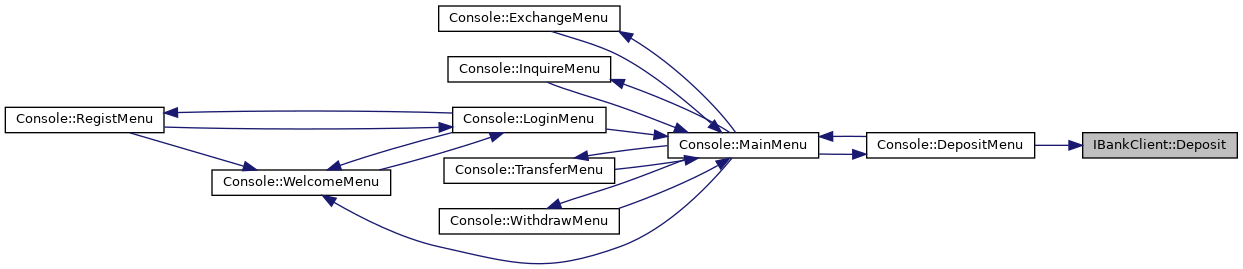 Console::ExchangeMenu
Console::InquireMenu
Console::RegistMenu
Console::LoginMenu
Console::MainMenu
Console::DepositMenu
IBankClient::Deposit
Console::TransferMenu
Console::WelcomeMenu
Console::WithdrawMenu